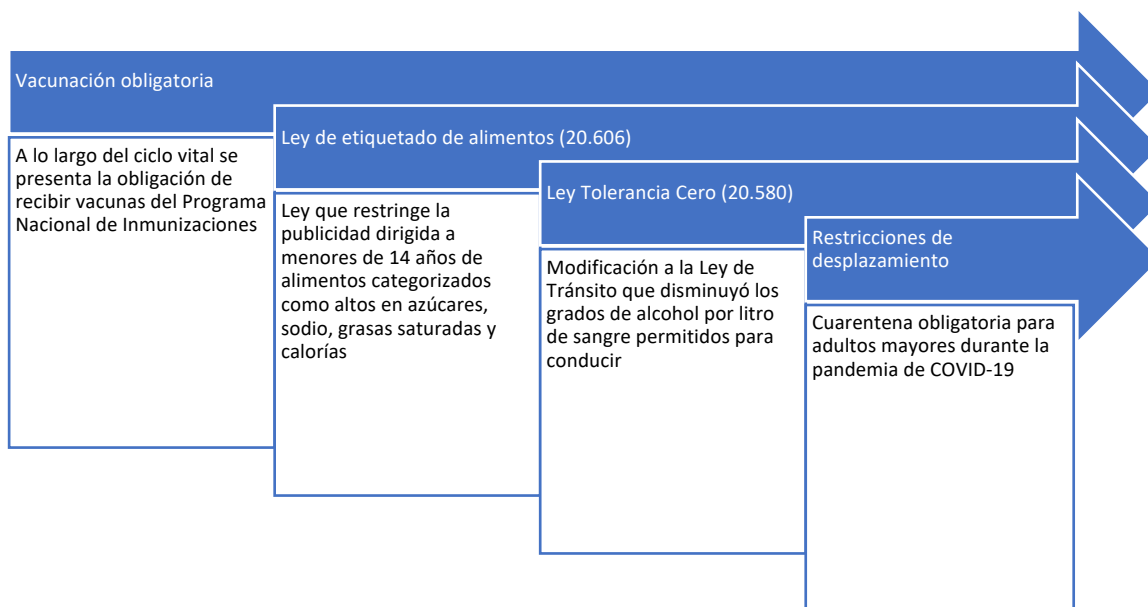 Vacunación obligatoria
A lo largo del ciclo vital se
presenta la obligación de
recibir vacunas del Programa
Nacional de Inmunizaciones
Ley de etiquetado de alimentos (20.606)
Ley que restringe la
publicidad dirigida a
menores de 14 años de
alimentos categorizados
como altos en azúcares,
sodio, grasas saturadas y
calorías
Ley Tolerancia Cero (20.580)
Modificación a la Ley de
Tránsito que disminuyó los
grados de alcohol por litro
de sangre permitidos para
conducir
Restricciones de
desplazamiento
Cuarentena obligatoria para
adultos mayores durante la
pandemia de COVID-19